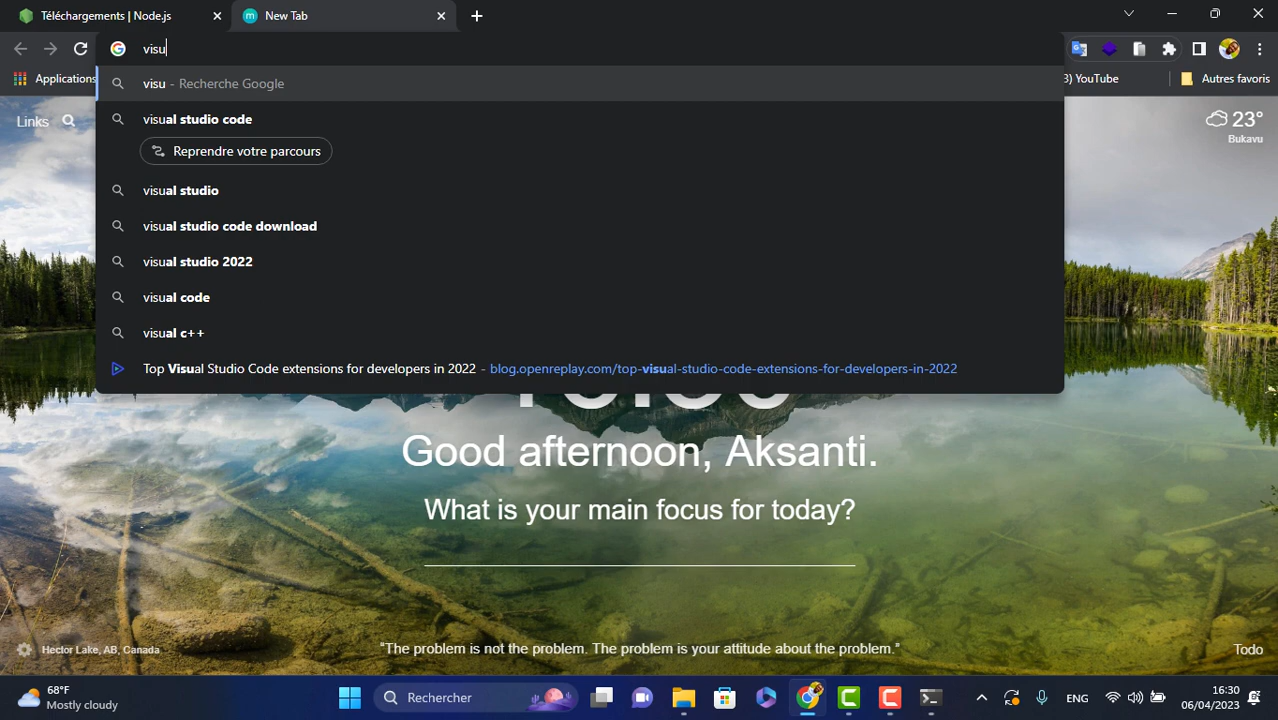 Téléchargements | Node.js
New Tab
visu
Applications
3) YouTube
Autres favoris
visu - Recherche Google
visual studio code
Reprendre votre parcours
visual studio
visual studio code download
visual studio 2022
visual code
visual c++
Top Visual Studio Code extensions for developers in 2022 - blog.openreplay.com/top-visual-studio-code-extensions-for-developers-in-2022
Links
23°
Bukavu
Good afternoon, Aksanti.
What is your main focus for today?
Hector Lake, AB, Canada
"The problem is not the problem. The problem is your attitude about the problem."
Todo
68°F
Mostly cloudy
Rechercher
ENG
16:30
06/04/2023